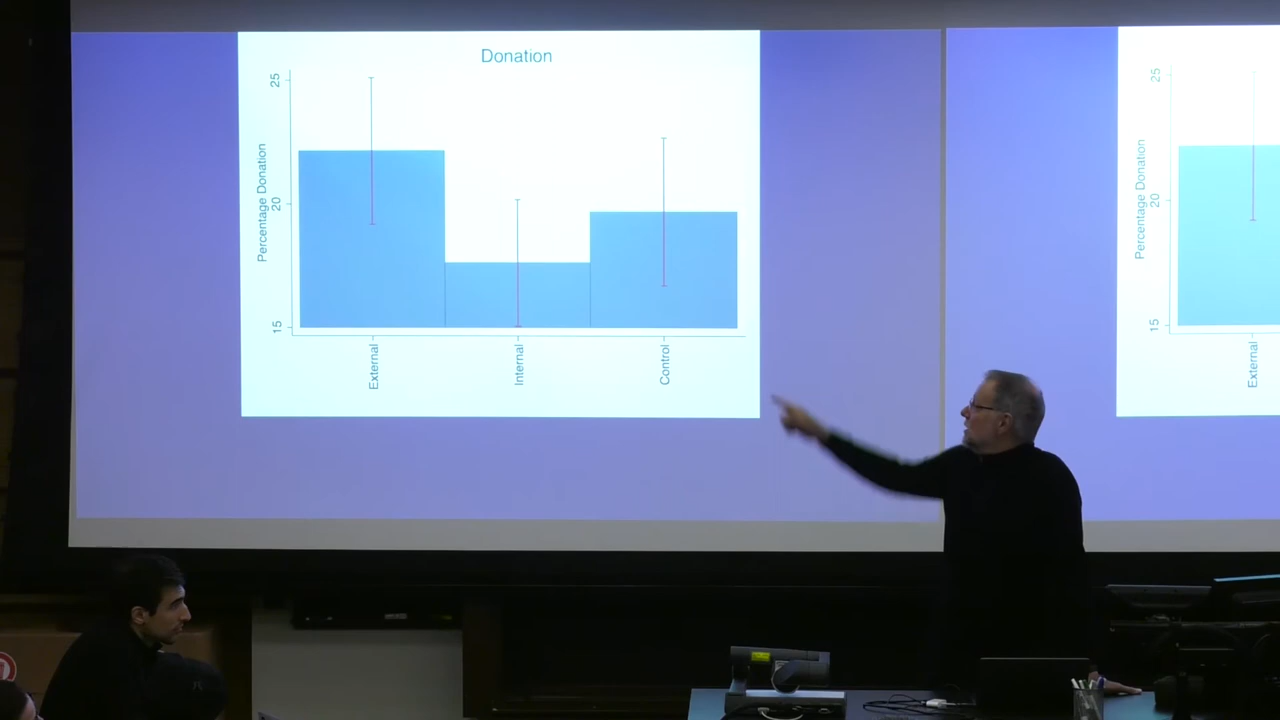 Donation
Percentage Donation
25
20
15
External
Internal
Control
Percentage Donation
25
20
15
External